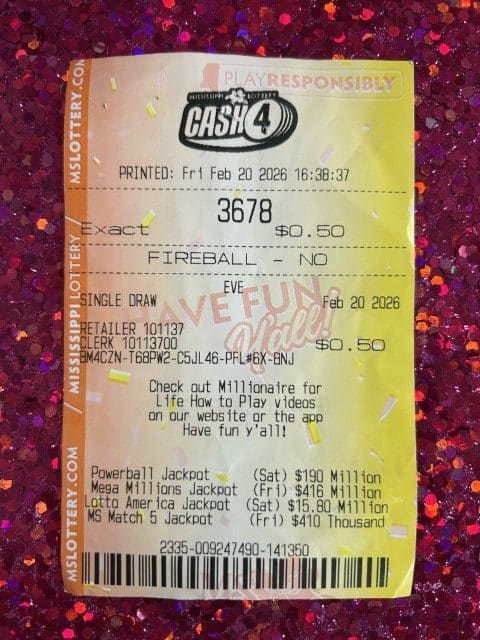 PLAYRESPONSIBLY
MISSISSIPPI LOTTERY
CASH 4
PRINTED: Fri Feb 20 2026 16:38:37
3678
Exact $0.50
FIREBALL - NO
EVE
SINGLE DRAW Feb 20 2026
HAVE FUN,
Y'all!
RETAILER 101137
CLERK 10113700 $0.50
BM4CZN-T68PW2-C5JL46-PFL#6X-BNJ
Check out Millionaire for
Life How to Play videos
on our website or the app
Have fun y'all!
Powerball Jackpot (Sat) $190 Million
Mega Millions Jackpot (Fri) $416 Million
Lotto America Jackpot (Sat) $15.80 Million
MS Match 5 Jackpot (Fri) $410 Thousand
2335-009247490-141350
MSLOTTERY.COM / MISSISSIPPI LOTTERY / MSLOTTERY.COM